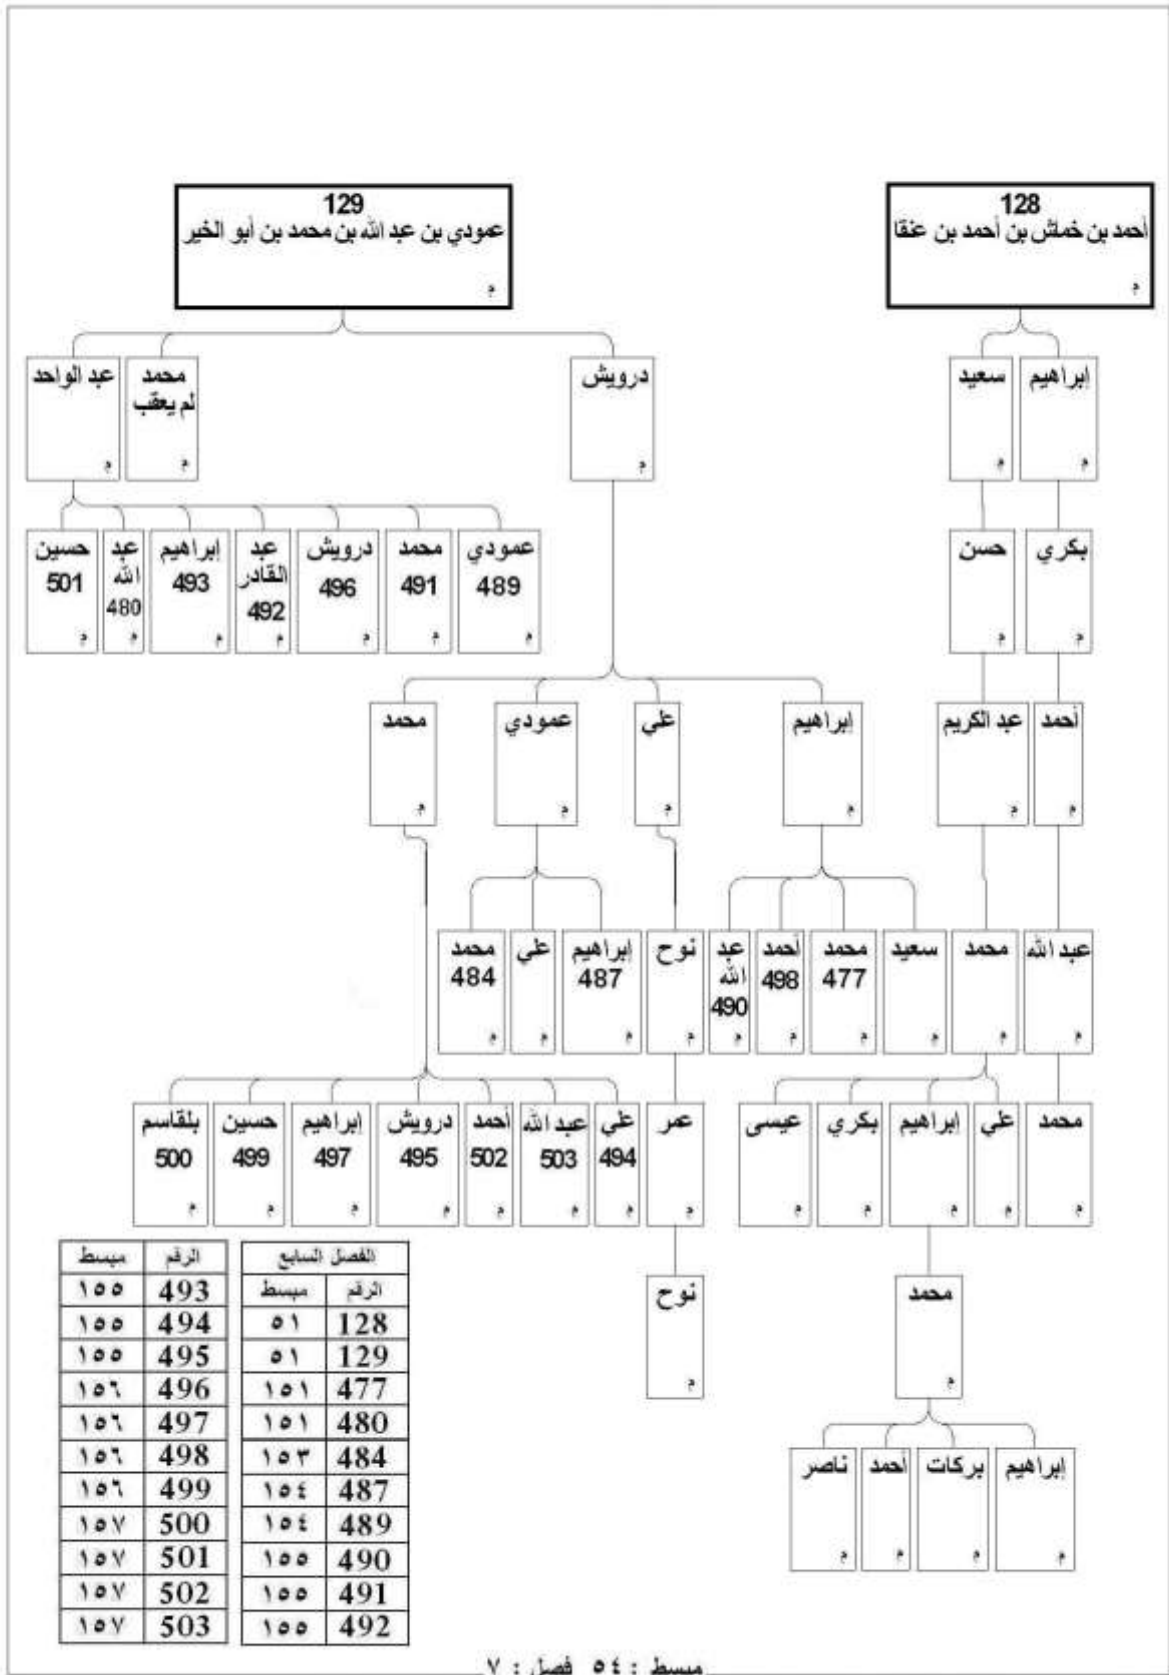 128
أحمد بن خماش بن أحمد بن عنقا
م
129
عمودي بن عبد الله بن محمد بن أبو الخير
م
إبراهيم
م
سعيد
م
درويش
م
محمد
لم يعقب
م
عبد الواحد
م
بكري
م
حسن
م
عمودي
489
م
محمد
491
م
درويش
496
م
عبد
القادر
492
م
إبراهيم
493
م
عبد
الله
480
م
حسين
501
م
أحمد
م
عبد الكريم
م
إبراهيم
م
علي
م
عمودي
م
محمد
م
عبد الله
م
محمد
م
سعيد
م
محمد
477
م
أحمد
498
م
عبد
الله
490
م
نوح
م
إبراهيم
487
م
علي
م
محمد
484
م
محمد
م
علي
م
إبراهيم
م
بكري
م
عيسى
م
عمر
م
علي
494
م
عبد الله
503
م
أحمد
502
م
درويش
495
م
إبراهيم
497
م
حسين
499
م
بلقاسم
500
م
محمد
م
نوح
م
إبراهيم
م
بركات
م
أحمد
م
ناصر
م
الفصل السابع
الرقم مبسط
128 ٥١
129 ٥١
477 ١٥١
480 ١٥١
484 ١٥٣
487 ١٥٤
489 ١٥٤
490 ١٥٥
491 ١٥٥
492 ١٥٥
الرقم مبسط
493 ١٥٥
494 ١٥٥
495 ١٥٥
496 ١٥٦
497 ١٥٦
498 ١٥٦
499 ١٥٦
500 ١٥٧
501 ١٥٧
502 ١٥٧
503 ١٥٧
مبسط : ٥٤ فصل : ٧